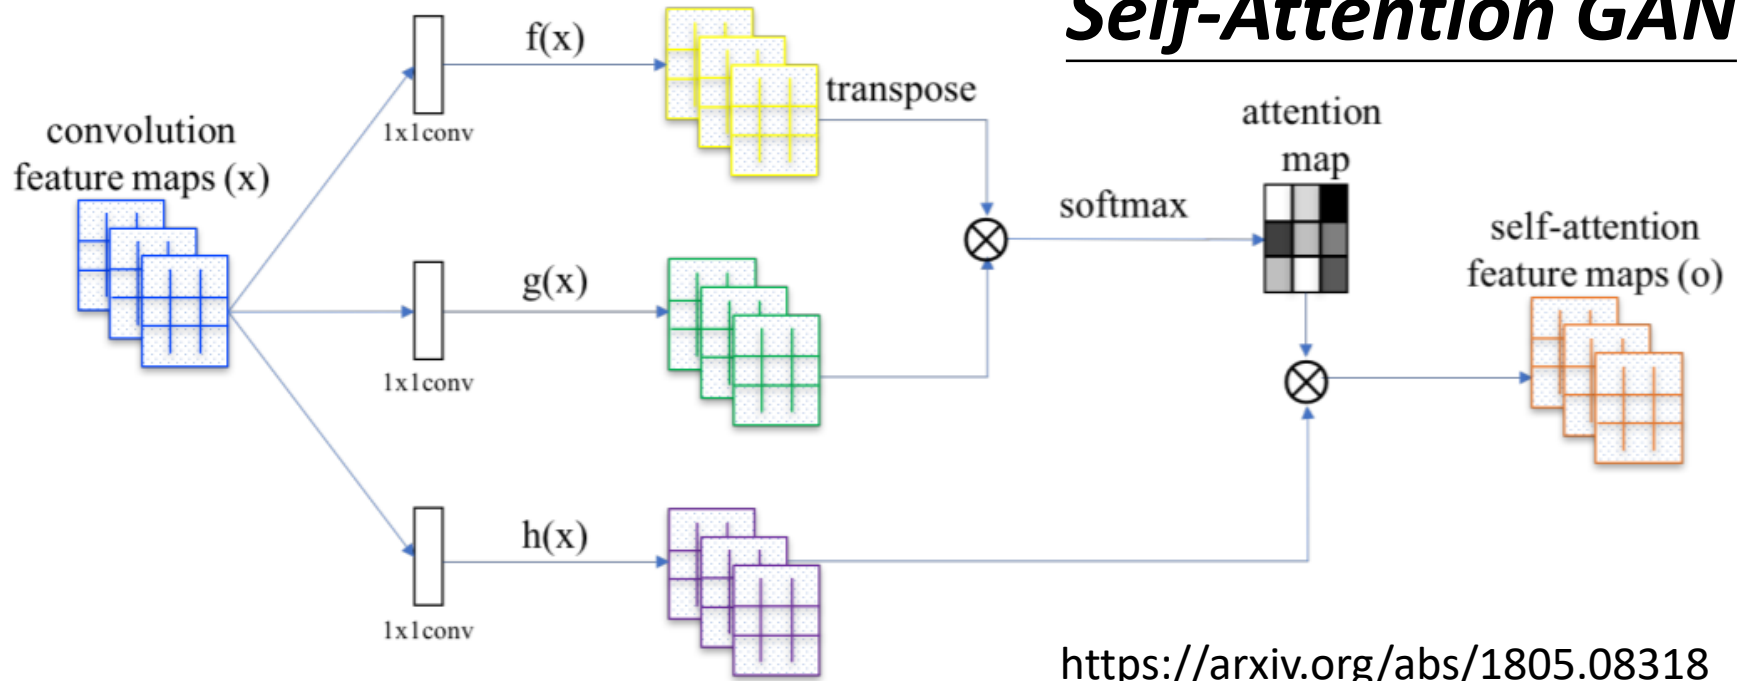 Self-Attention GAN
f(x)
transpose
1x1conv
convolution
feature maps (x)
attention
map
softmax
self-attention
feature maps (o)
g(x)
1x1conv
h(x)
1x1conv
https://arxiv.org/abs/1805.08318